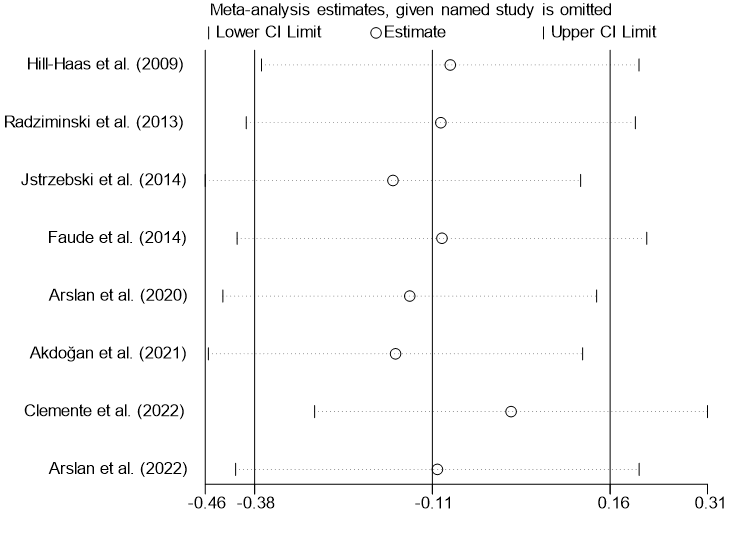 Meta-analysis estimates, given named study is omitted
| Lower CI Limit ○Estimate | Upper CI Limit
Hill-Haas et al. (2009)
Radziminski et al. (2013)
Jstrzebski et al. (2014)
Faude et al. (2014)
Arslan et al. (2020)
Akdoğan et al. (2021)
Clemente et al. (2022)
Arslan et al. (2022)
-0.46 -0.38 -0.11 0.16 0.31